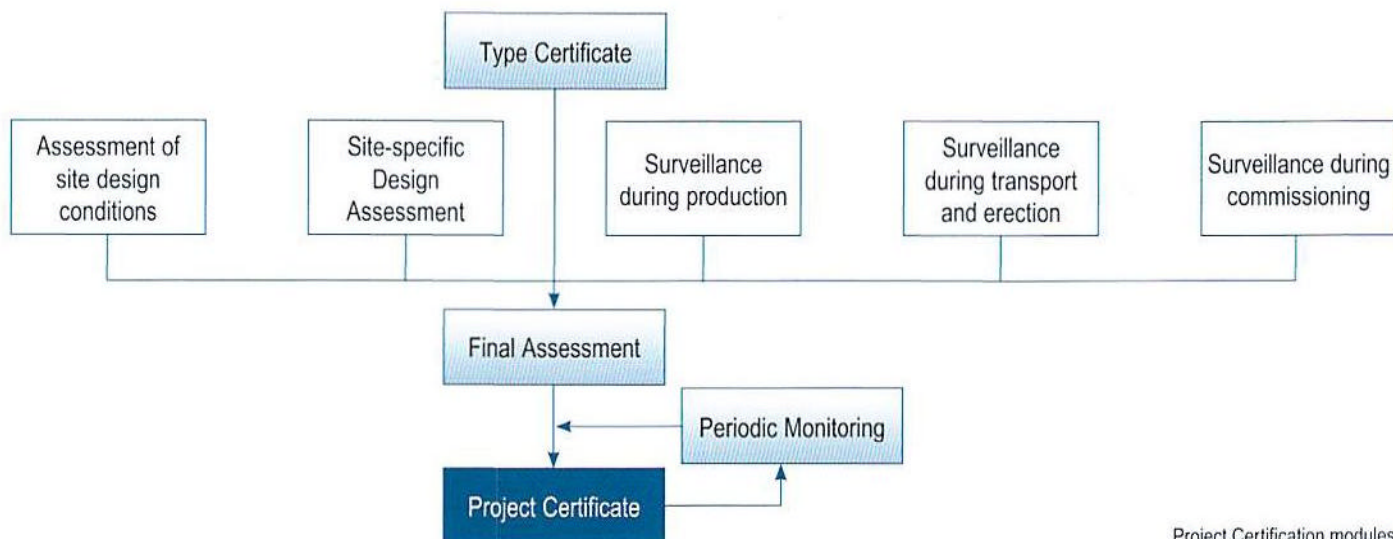 Type Certificate
Assessment of
site design
conditions
Site-specific
Design
Assessment
Surveillance
during production
Surveillance
during transport
and erection
Surveillance during
commissioning
Final Assessment
Periodic Monitoring
Project Certificate
Project Certification modules